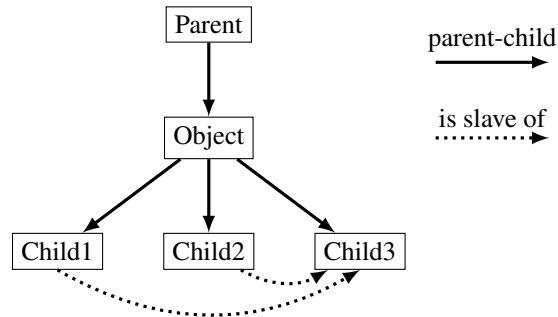 Parent
parent-child
Object
is slave of
Child1
Child2
Child3